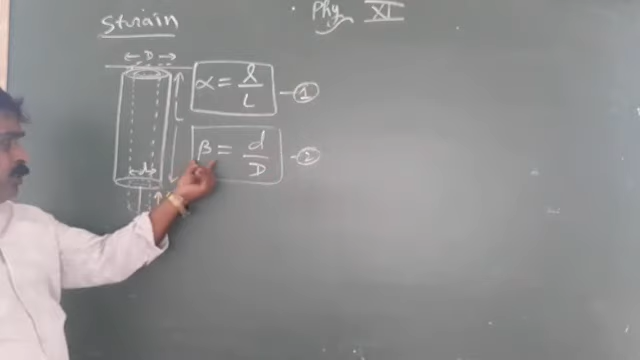 Strain
Phy XI
D
α = l/L — ①
β = d/D — ②
d